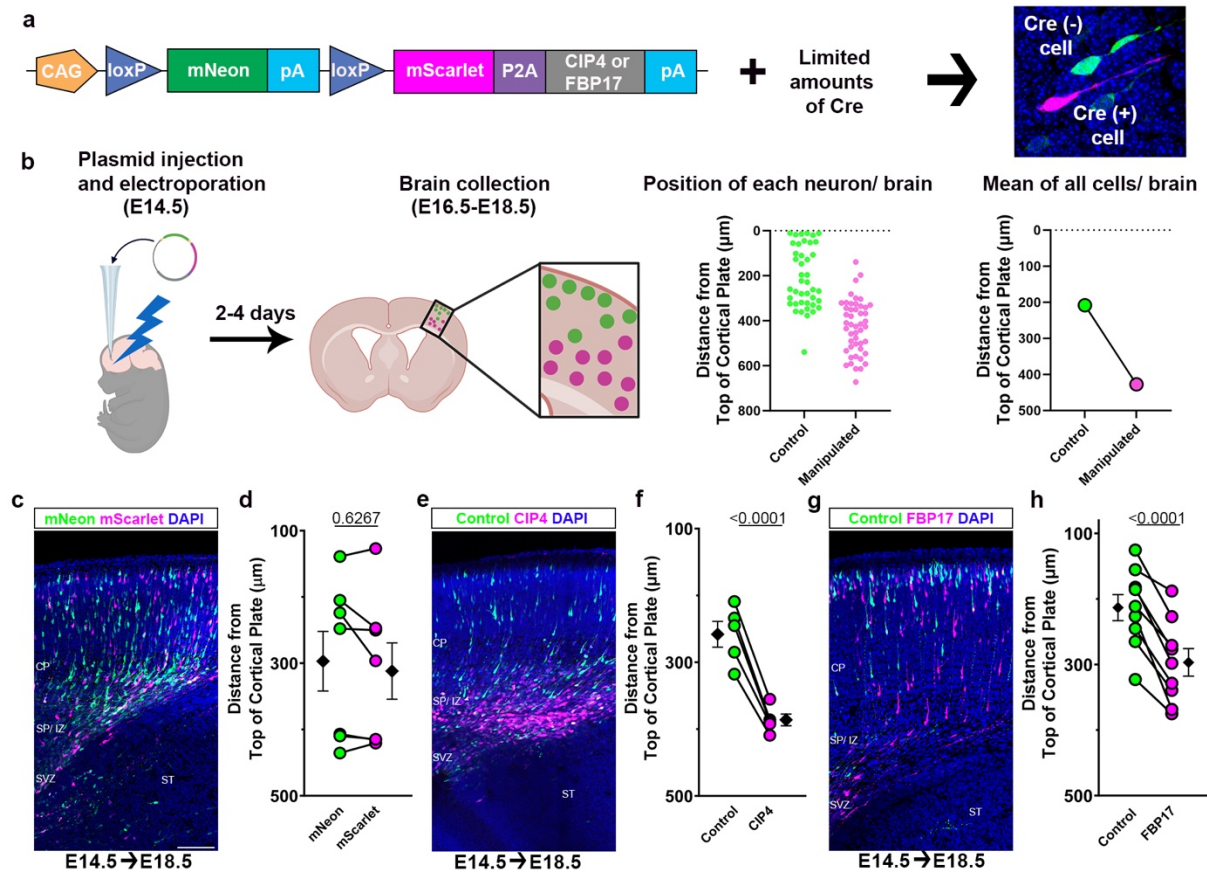 a
CAG
loxP
mNeon
pA
loxP
mScarlet
P2A
CIP4 or
FBP17
pA
+
Limited
amounts
of Cre
Cre (-)
cell
Cre (+)
cell
b
Plasmid injection
and electroporation
(E14.5)
2-4 days
Brain collection
(E16.5-E18.5)
Position of each neuron/ brain
Distance from
Top of Cortical Plate (µm)
0
200
400
600
800
Control
Manipulated
Mean of all cells/ brain
Distance from
Top of Cortical Plate (µm)
0
100
200
300
400
500
Control
Manipulated
c
mNeon mScarlet DAPI
CP
SP/ IZ
SVZ
ST
E14.5→E18.5
d
0.6267
Distance from
Top of Cortical Plate (µm)
100
300
500
mNeon
mScarlet
e
Control CIP4 DAPI
CP
SP/ IZ
SVZ
ST
E14.5→E18.5
f
<0.0001
Distance from
Top of Cortical Plate (µm)
100
300
500
Control
CIP4
g
Control FBP17 DAPI
CP
SP/ IZ
SVZ
ST
E14.5→E18.5
h
<0.0001
Distance from
Top of Cortical Plate (µm)
100
300
500
Control
FBP17